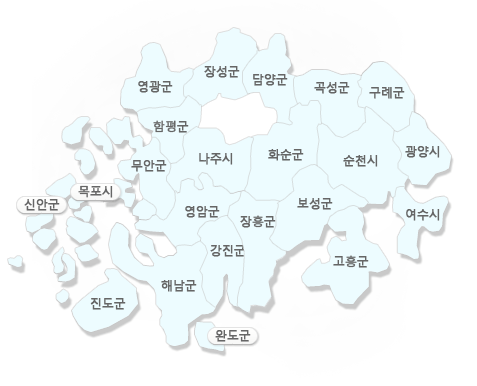 장성군
담양군
영광군
곡성군
구례군
함평군
광양시
나주시
화순군
순천시
무안군
목포시
신안군
영암군
장흥군
보성군
여수시
강진군
고흥군
해남군
진도군
완도군